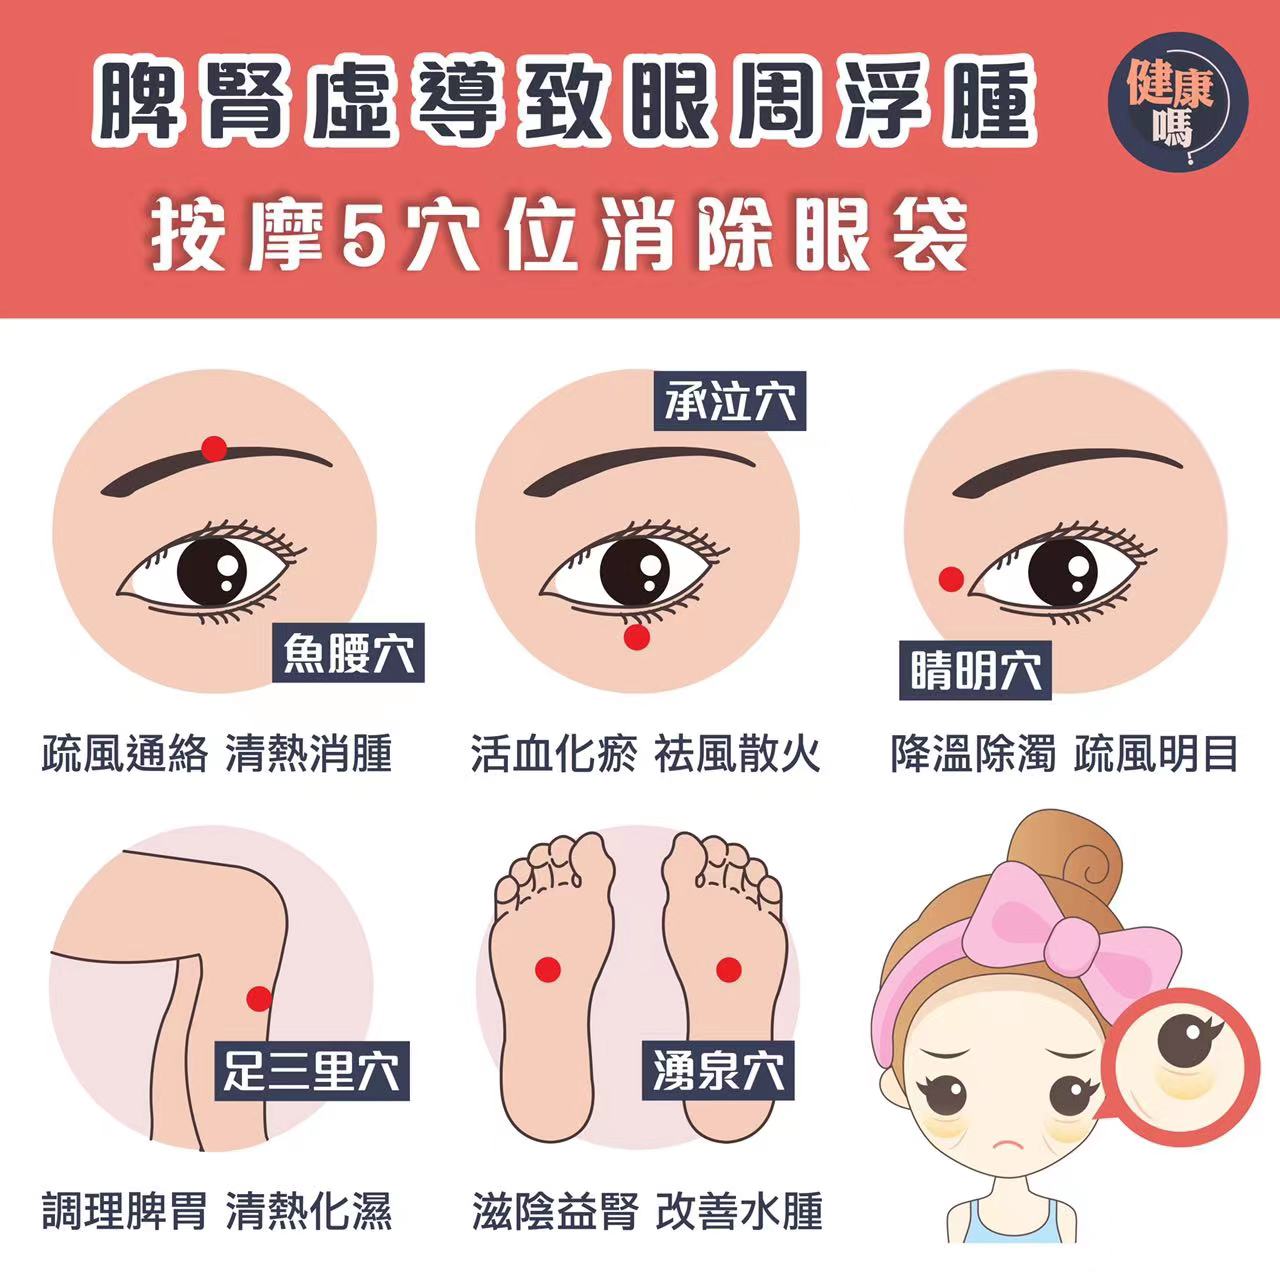 脾腎虛導致眼周浮腫
健康
嗎?
按摩5穴位消除眼袋
承泣穴
魚腰穴
睛明穴
疏風通絡 清熱消腫
活血化瘀 祛風散火
降溫除濁 疏風明目
足三里穴
湧泉穴
調理脾胃 清熱化濕
滋陰益腎 改善水腫